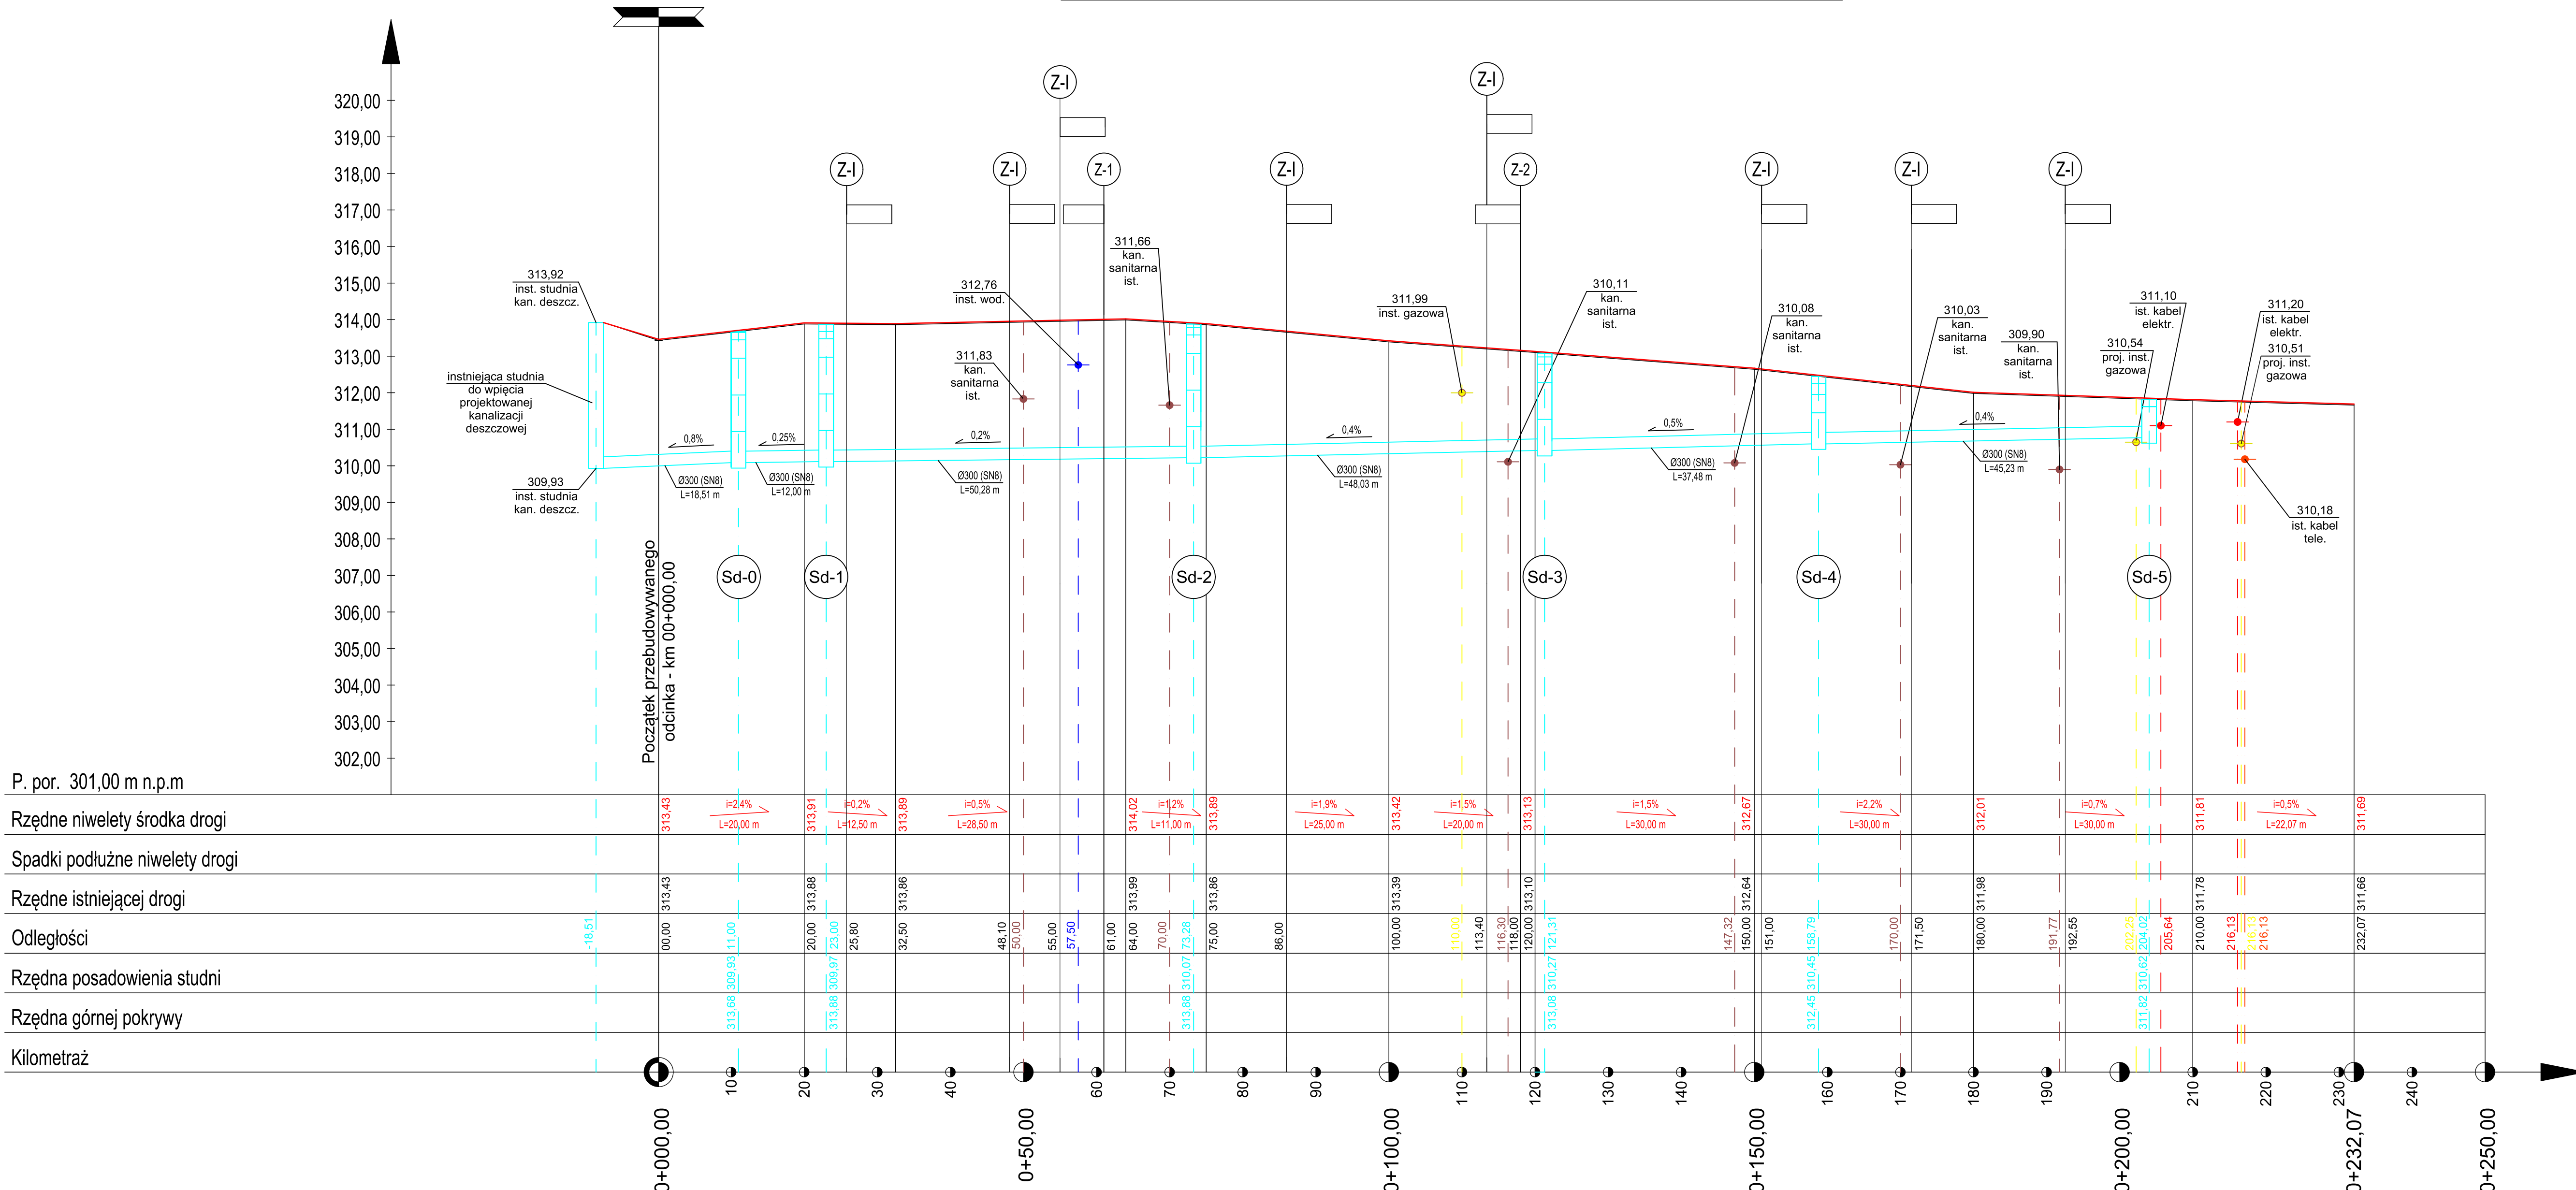 320,00
319,00
318,00
317,00
316,00
315,00
314,00
313,00
312,00
311,00
310,00
309,00
308,00
307,00
306,00
305,00
304,00
303,00
302,00
Z-I
Z-I
Z-I
Z-1
Z-I
Z-I
Z-2
Z-I
Z-I
Z-I
313,92
inst. studnia
kan. deszcz.
instniejąca studnia
do wpięcia
projektowanej
kanalizacji
deszczowej
309,93
inst. studnia
kan. deszcz.
311,83
kan.
sanitarna
ist.
312,76
inst. wod.
311,66
kan.
sanitarna
ist.
311,99
inst. gazowa
310,11
kan.
sanitarna
ist.
310,08
kan.
sanitarna
ist.
310,03
kan.
sanitarna
ist.
309,90
kan.
sanitarna
ist.
310,54
proj. inst.
gazowa
311,10
ist. kabel
elektr.
311,20
ist. kabel
elektr.
310,51
proj. inst.
gazowa
310,18
ist. kabel
tele.
0,8%
0,25%
0,2%
0,4%
0,5%
0,4%
Ø300 (SN8)
L=18,51 m
Ø300 (SN8)
L=12,00 m
Ø300 (SN8)
L=50,28 m
Ø300 (SN8)
L=48,03 m
Ø300 (SN8)
L=37,48 m
Ø300 (SN8)
L=45,23 m
Sd-0
Sd-1
Sd-2
Sd-3
Sd-4
Sd-5
Początek przebudowywanego
odcinka - km 00+000,00
P. por. 301,00 m n.p.m
Rzędne niwelety środka drogi
313,43
i=2,4%
L=20,00 m
313,91
i=0,2%
L=12,50 m
313,89
i=0,5%
L=28,50 m
314,02
i=1,2%
L=11,00 m
313,89
i=1,9%
L=25,00 m
313,42
i=1,5%
L=20,00 m
313,13
i=1,5%
L=30,00 m
312,67
i=2,2%
L=30,00 m
312,01
i=0,7%
L=30,00 m
311,81
i=0,5%
L=22,07 m
311,69
Spadki podłużne niwelety drogi
Rzędne istniejącej drogi
313,43
313,88
313,86
313,99
313,86
313,39
313,10
312,64
311,98
311,78
311,66
Odległości
-18,51
00,00
11,00
20,00
23,00
25,80
32,50
48,10
50,00
55,00
57,50
61,00
64,00
70,00
73,28
75,00
86,00
100,00
110,00
113,40
116,30
118,00
120,00
121,31
147,32
150,00
151,00
158,79
170,00
171,50
180,00
191,77
192,55
202,25
204,02
205,64
210,00
216,13
216,13
216,13
232,07
Rzędna posadowienia studni
309,93
309,97
310,07
310,27
310,45
310,62
Rzędna górnej pokrywy
313,68
313,88
313,88
313,08
312,45
311,82
Kilometraż
0+000,00
10
20
30
40
0+50,00
60
70
80
90
0+100,00
110
120
130
140
0+150,00
160
170
180
190
0+200,00
210
220
230
0+232,07
240
0+250,00